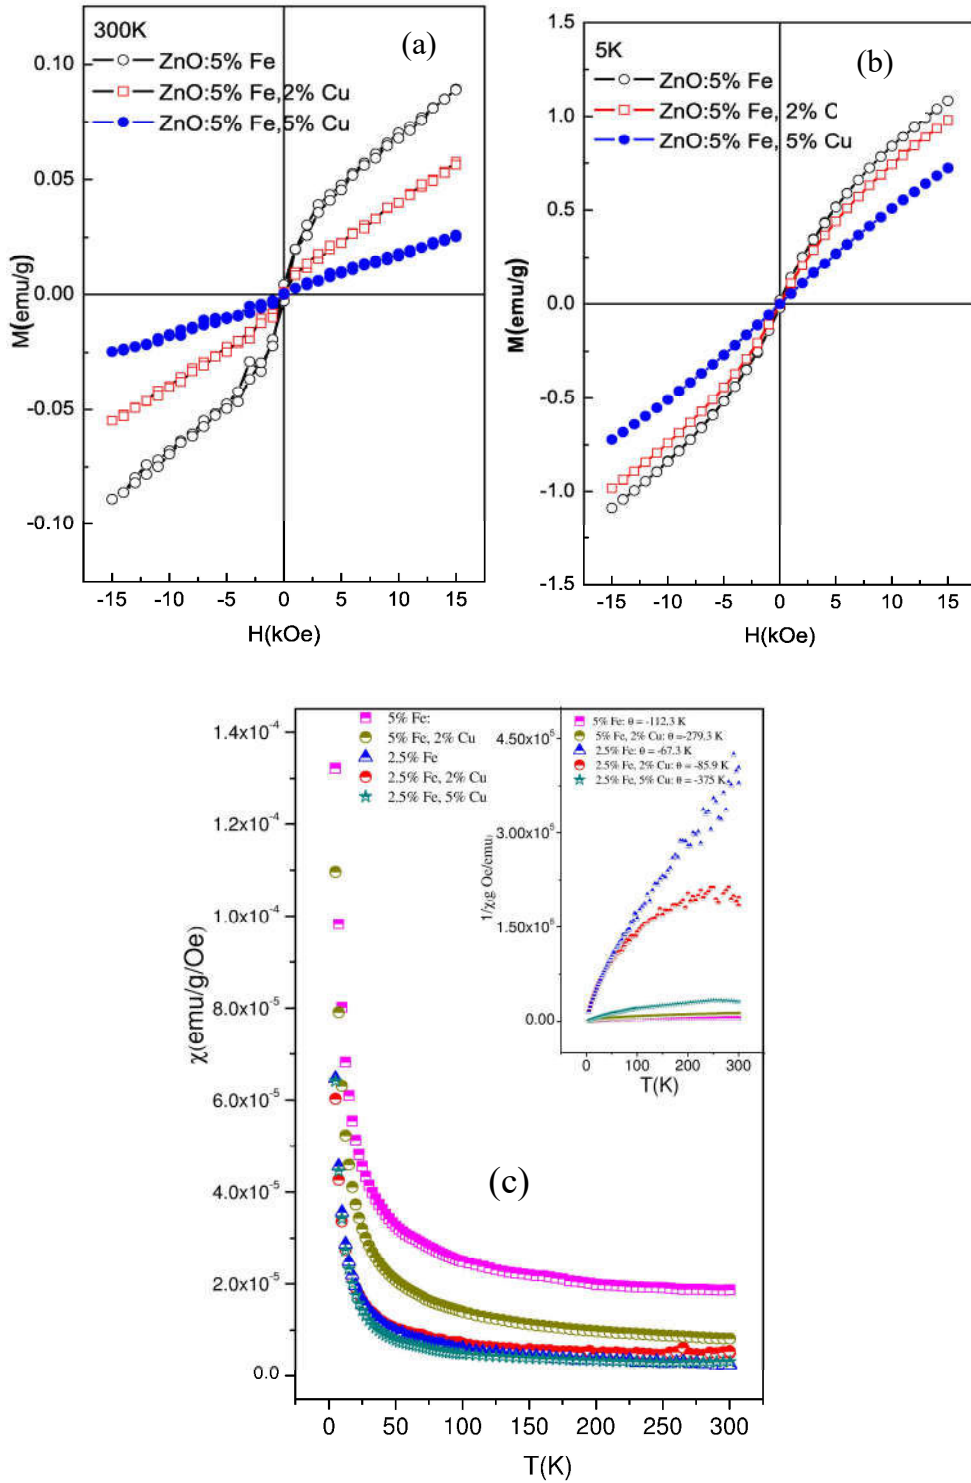 300K
(a)
ZnO:5% Fe
ZnO:5% Fe,2% Cu
ZnO:5% Fe,5% Cu
0.10
0.05
0.00
-0.05
-0.10
M(emu/g)
-15 -10 -5 0 5 10 15
H(kOe)
5K
(b)
ZnO:5% Fe
ZnO:5% Fe, 2% C
ZnO:5% Fe, 5% Cu
1.5
1.0
0.5
0.0
-0.5
-1.0
-1.5
M(emu/g)
-15 -10 -5 0 5 10 15
H(kOe)
5% Fe:
5% Fe, 2% Cu
2.5% Fe
2.5% Fe, 2% Cu
2.5% Fe, 5% Cu
1.4x10-4
1.2x10-4
1.0x10-4
8.0x10-5
6.0x10-5
4.0x10-5
2.0x10-5
0.0
χ(emu/g/Oe)
0 50 100 150 200 250 300
T(K)
(c)
5% Fe: θ = -112.3 K
5% Fe, 2% Cu: θ =-279.3 K
2.5% Fe: θ =-67.3 K
2.5% Fe, 2% Cu: θ =-85.9 K
2.5% Fe, 5% Cu: θ =-375 K
4.50x10
3.00x10
1.50x10
0.00
1/χ(g Oe/emu)
0 100 200 300
T(K)